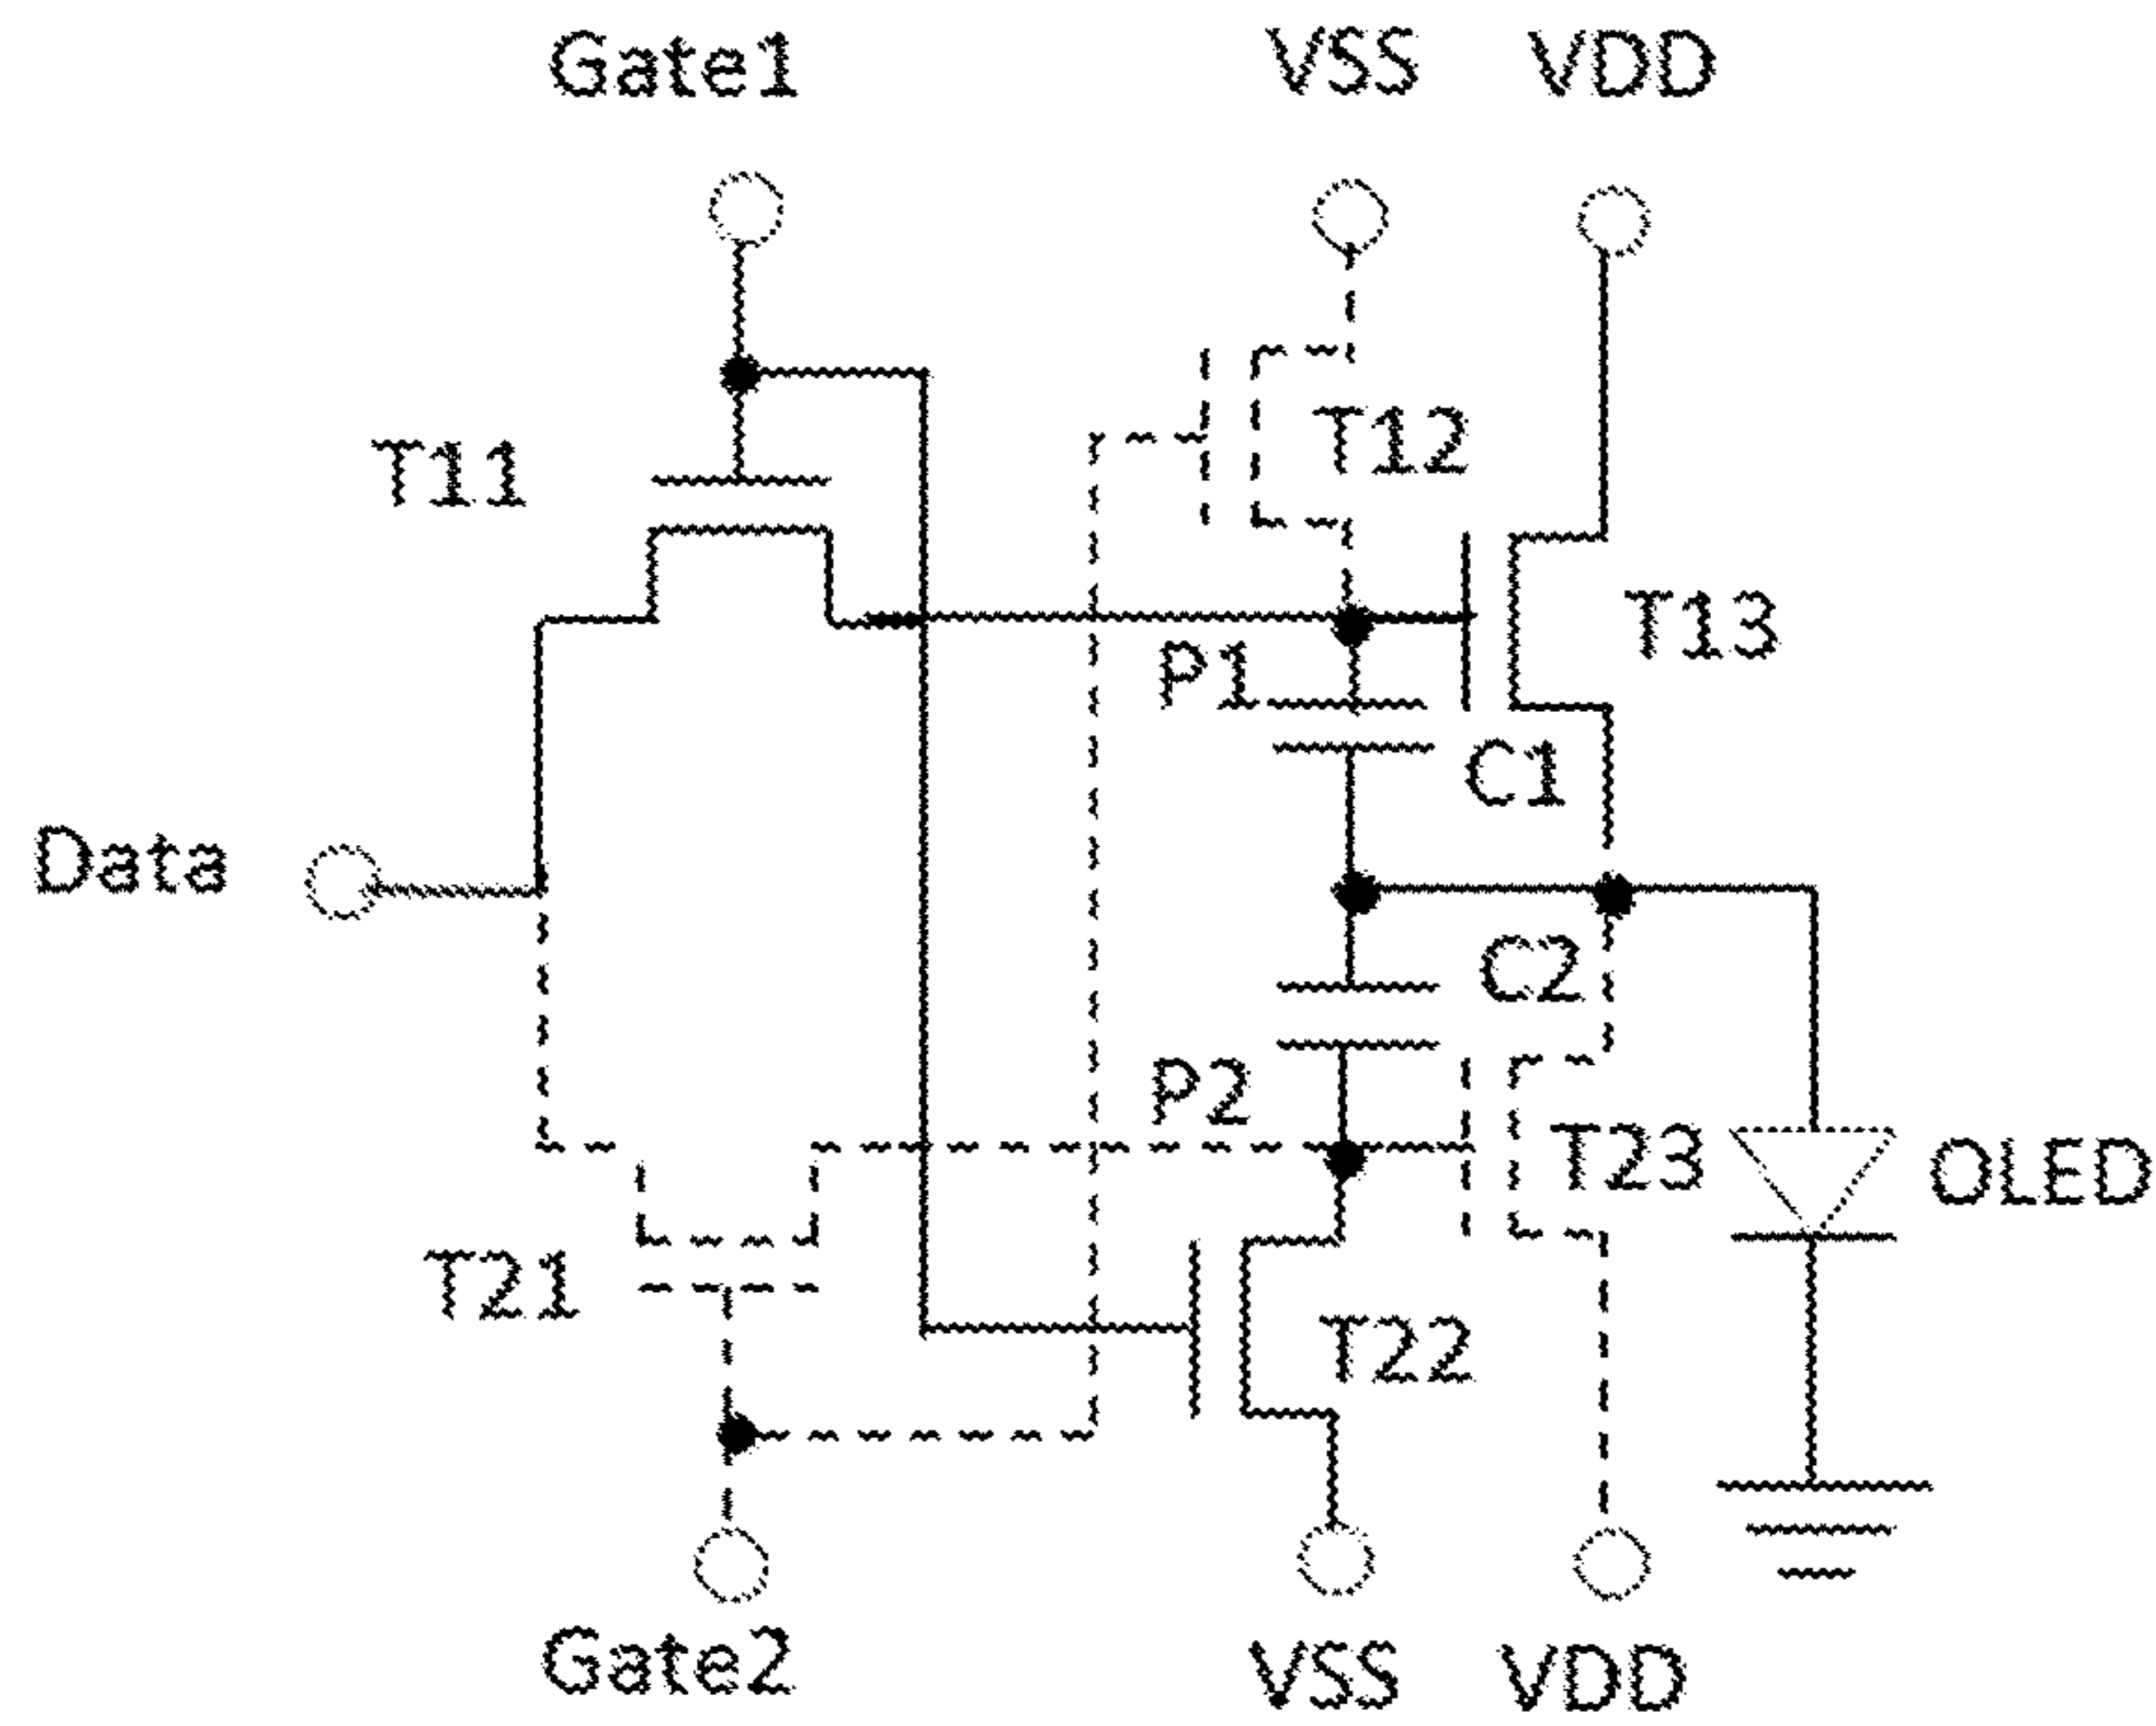 Gate1
VSS
VDD
T11
T12
T13
P1
C1
Data
C2
P2
T23
OLED
T21
T22
Gate2
VSS
VDD